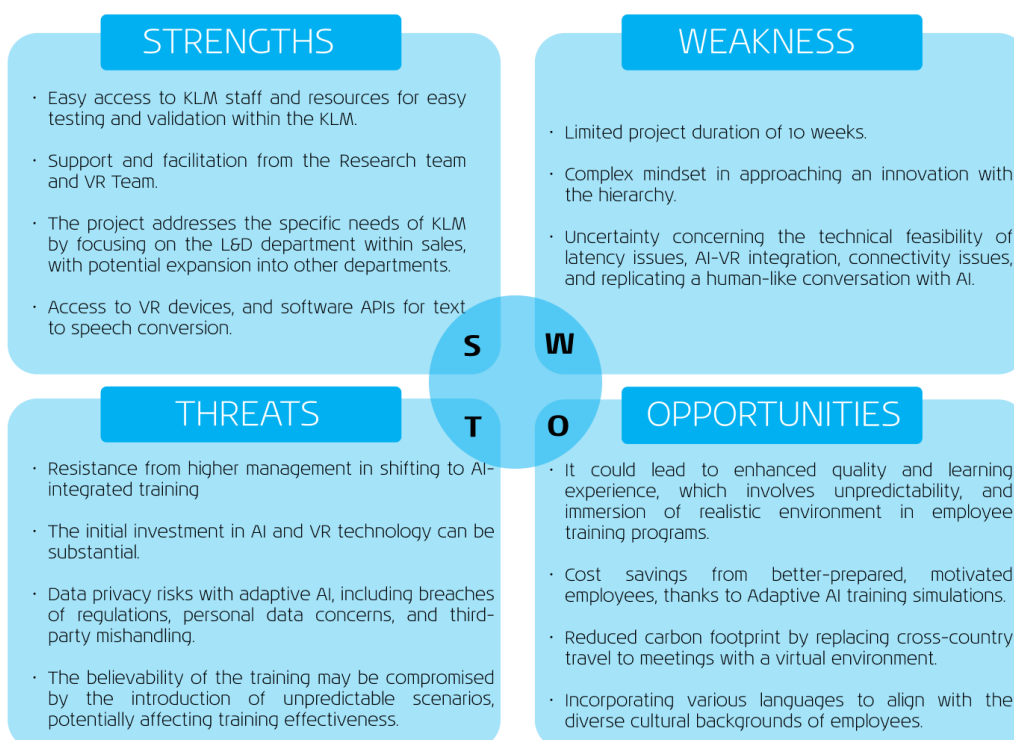 STRENGTHS
· Easy access to KLM staff and resources for easy
testing and validation within the KLM.
· Support and facilitation from the Research team
and VR Team.
· The project addresses the specific needs of KLM
by focusing on the L&D department within sales,
with potential expansion into other departments.
· Access to VR devices, and software APIs for text
to speech conversion.
WEAKNESS
· Limited project duration of 10 weeks.
· Complex mindset in approaching an innovation with
the hierarchy.
· Uncertainty concerning the technical feasibility of
latency issues, AI-VR integration, connectivity issues,
and replicating a human-like conversation with AI.
S
W
T
O
THREATS
· Resistance from higher management in shifting to AI-
integrated training
· The initial investment in AI and VR technology can be
substantial.
· Data privacy risks with adaptive AI, including breaches
of regulations, personal data concerns, and third-
party mishandling.
· The believability of the training may be compromised
by the introduction of unpredictable scenarios,
potentially affecting training effectiveness.
OPPORTUNITIES
· It could lead to enhanced quality and learning
experience, which involves unpredictability, and
immersion of realistic environment in employee
training programs.
· Cost savings from better-prepared, motivated
employees, thanks to Adaptive AI training simulations.
· Reduced carbon footprint by replacing cross-country
travel to meetings with a virtual environment.
· Incorporating various languages to align with the
diverse cultural backgrounds of employees.